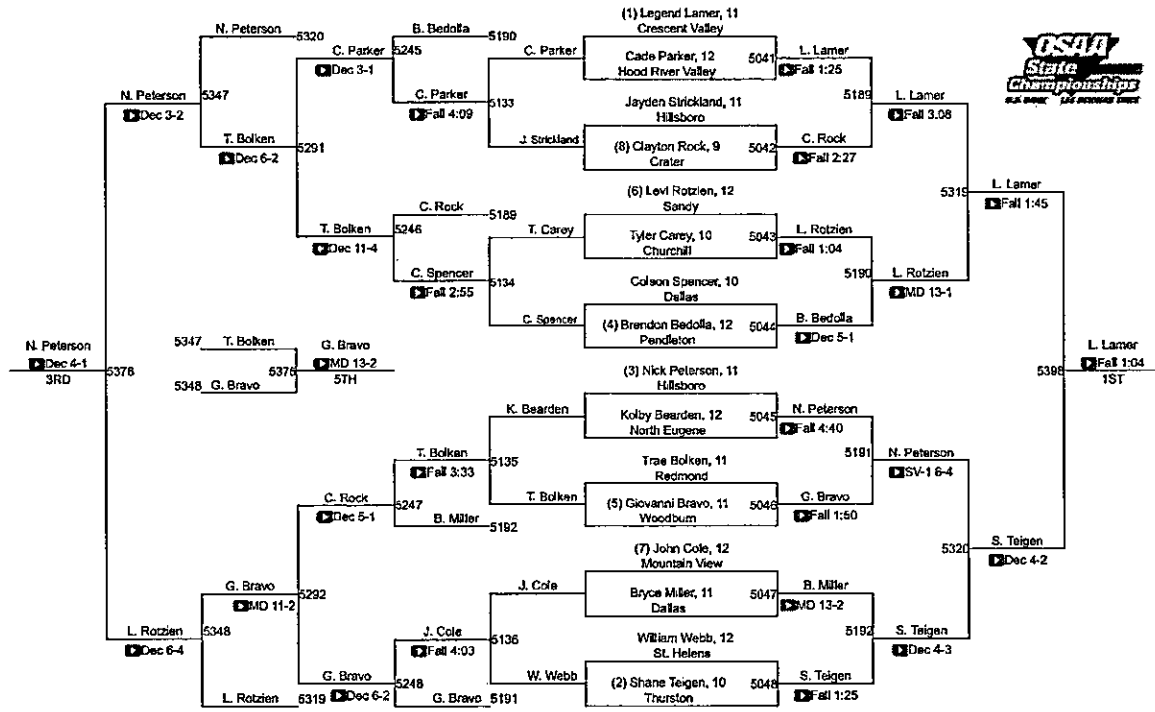 OSAA
State
Championships
(1) Legend Lamer, 11
Crescent Valley
Cade Parker, 12
Hood River Valley
5041
Jayden Strickland, 11
Hillsboro
(8) Clayton Rock, 9
Crater
5042
(6) Levi Rotzien, 12
Sandy
Tyler Carey, 10
Churchill
5043
Colson Spencer, 10
Dallas
(4) Brendon Bedolla, 12
Pendleton
5044
(3) Nick Peterson, 11
Hillsboro
Kolby Bearden, 12
North Eugene
5045
Trae Bolken, 11
Redmond
(5) Giovanni Bravo, 11
Woodburn
5046
(7) John Cole, 12
Mountain View
Bryce Miller, 11
Dallas
5047
William Webb, 12
St. Helens
(2) Shane Teigen, 10
Thurston
5048
L. Lamer
Fall 1:25
5189
C. Rock
Fall 2:27
L. Rotzien
Fall 1:04
5190
B. Bedolla
Dec 5-1
N. Peterson
Fall 4:40
5191
G. Bravo
Fall 1:50
B. Miller
MD 13-2
5192
S. Teigen
Fall 1:25
L. Lamer
Fall 3:08
5319
L. Rotzien
MD 13-1
N. Peterson
SV-1 6-4
5320
S. Teigen
Dec 4-3
L. Lamer
Fall 1:45
5398
S. Teigen
Dec 4-2
L. Lamer
Fall 1:04
1ST
C. Parker
5133
J. Strickland
T. Carey
5134
C. Spencer
K. Bearden
5135
T. Bolken
J. Cole
5136
W. Webb
B. Bedolla
5190
5245
C. Parker
Fall 4:09
C. Rock
5189
5246
C. Spencer
Fall 2:55
T. Bolken
Fall 3:33
5247
B. Miller
5192
J. Cole
Fall 4:03
5248
G. Bravo
5191
C. Parker
Dec 3-1
5291
T. Bolken
Dec 11-4
C. Rock
Dec 5-1
5292
G. Bravo
Dec 6-2
N. Peterson
5320
5347
T. Bolken
Dec 6-2
G. Bravo
MD 11-2
5348
L. Rotzien
5319
N. Peterson
Dec 3-2
5376
L. Rotzien
Dec 6-4
N. Peterson
Dec 4-1
3RD
5347
T. Bolken
5375
5348
G. Bravo
G. Bravo
MD 13-2
5TH